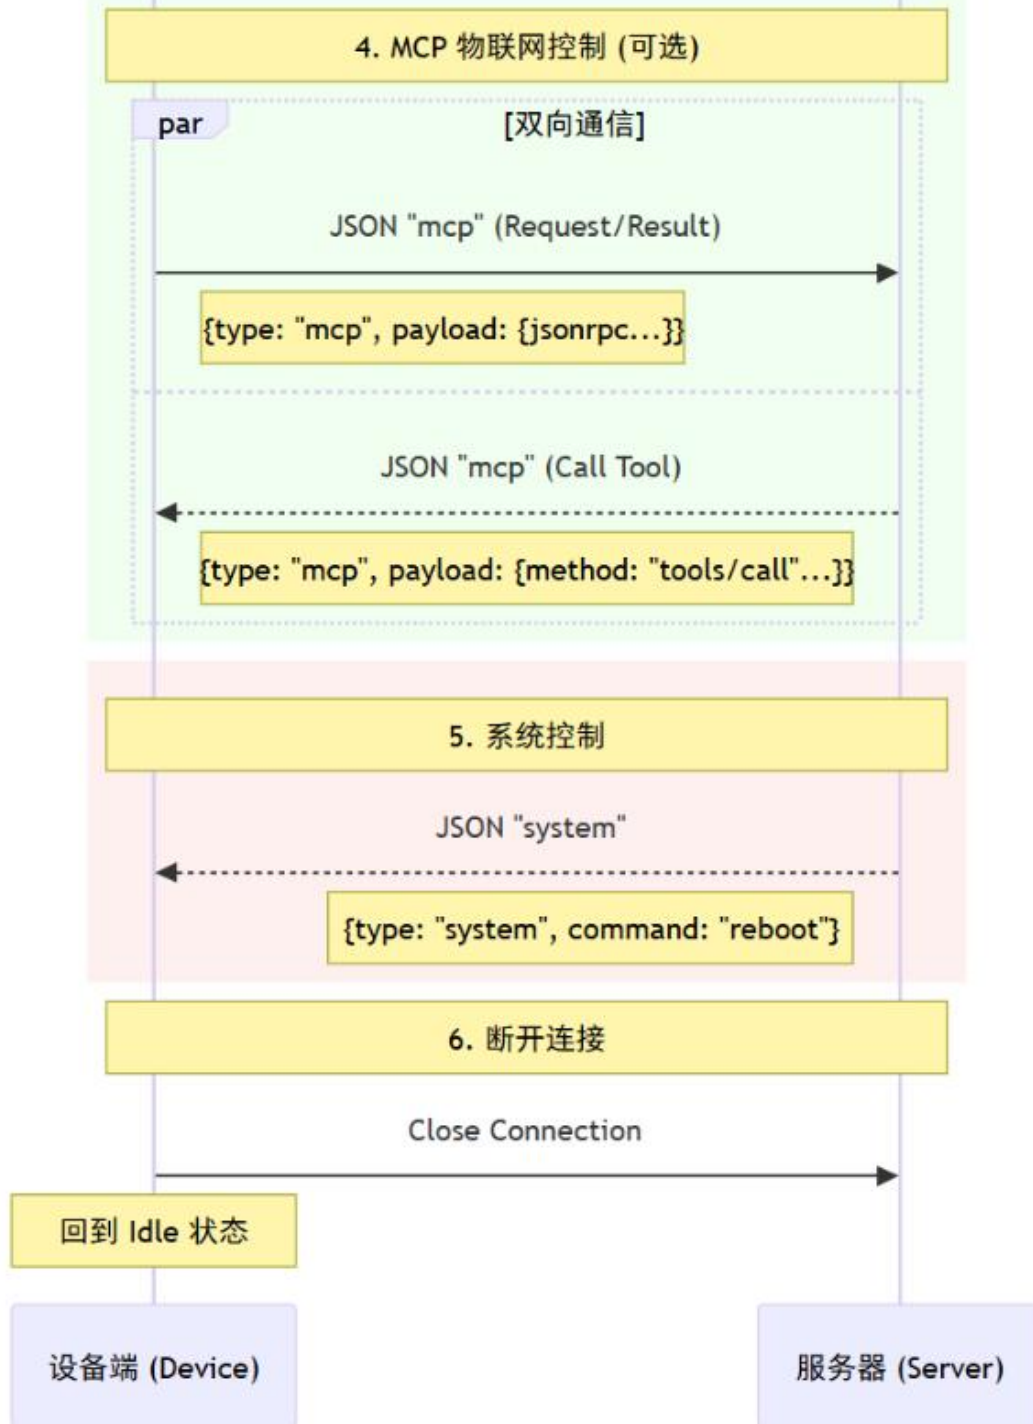 4. MCP 物联网控制 (可选)
par
[双向通信]
JSON "mcp" (Request/Result)
{type: "mcp", payload: {jsonrpc...}}
JSON "mcp" (Call Tool)
{type: "mcp", payload: {method: "tools/call"...}}
5. 系统控制
JSON "system"
{type: "system", command: "reboot"}
6. 断开连接
Close Connection
回到 Idle 状态
设备端 (Device)
服务器 (Server)